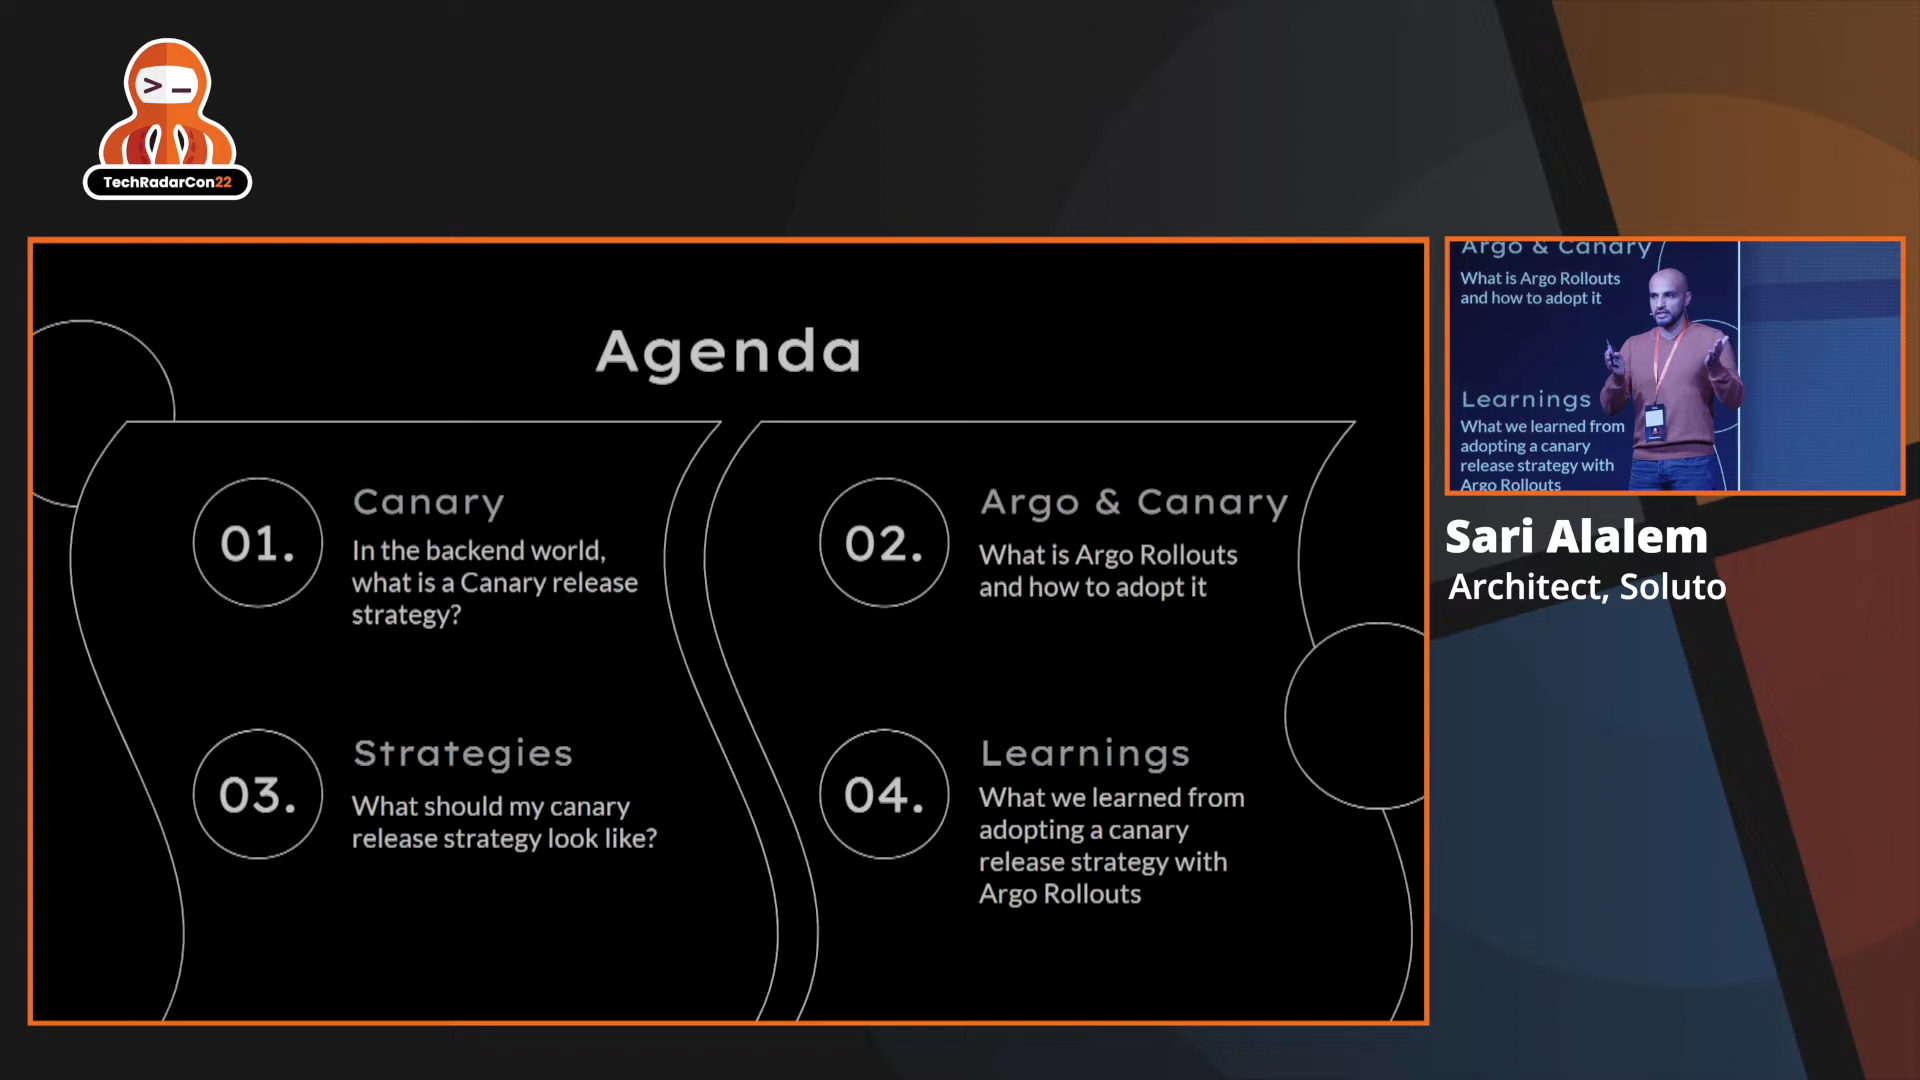 >_
TechRadarCon22
Agenda
01.
Canary
In the backend world,
what is a Canary release
strategy?
02.
Argo & Canary
What is Argo Rollouts
and how to adopt it
03.
Strategies
What should my canary
release strategy look like?
04.
Learnings
What we learned from
adopting a canary
release strategy with
Argo Rollouts
Argo & Canary
What is Argo Rollouts
and how to adopt it
Learnings
What we learned from
adopting a canary
release strategy with
Argo Rollouts
Sari Alalem
Architect, Soluto